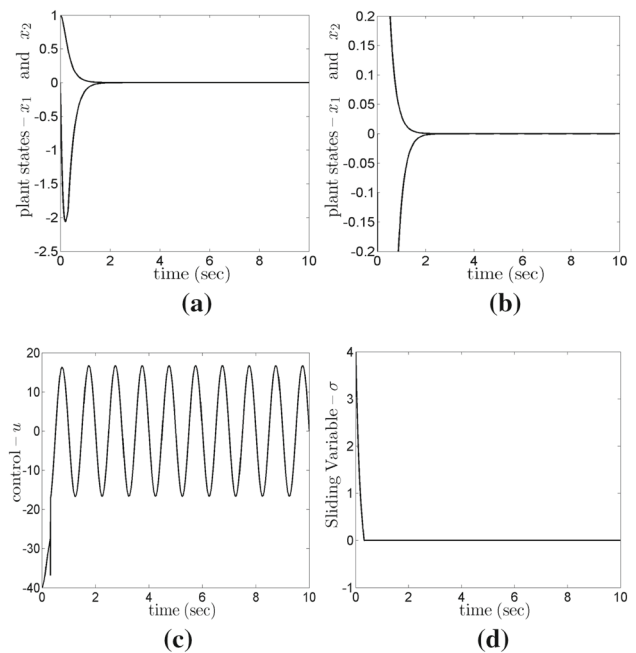 plant states – x₁ and x₂
1
0.5
0
-0.5
-1
-1.5
-2
-2.5
0 2 4 6 8 10
time (sec)
(a)
plant states – x₁ and x₂
0.2
0.15
0.1
0.05
0
-0.05
-0.1
-0.15
-0.2
0 2 4 6 8 10
time (sec)
(b)
control – u
20
10
0
-10
-20
-30
-40
0 2 4 6 8 10
time (sec)
(c)
Sliding Variable – σ
4
3
2
1
0
-1
0 2 4 6 8 10
time (sec)
(d)